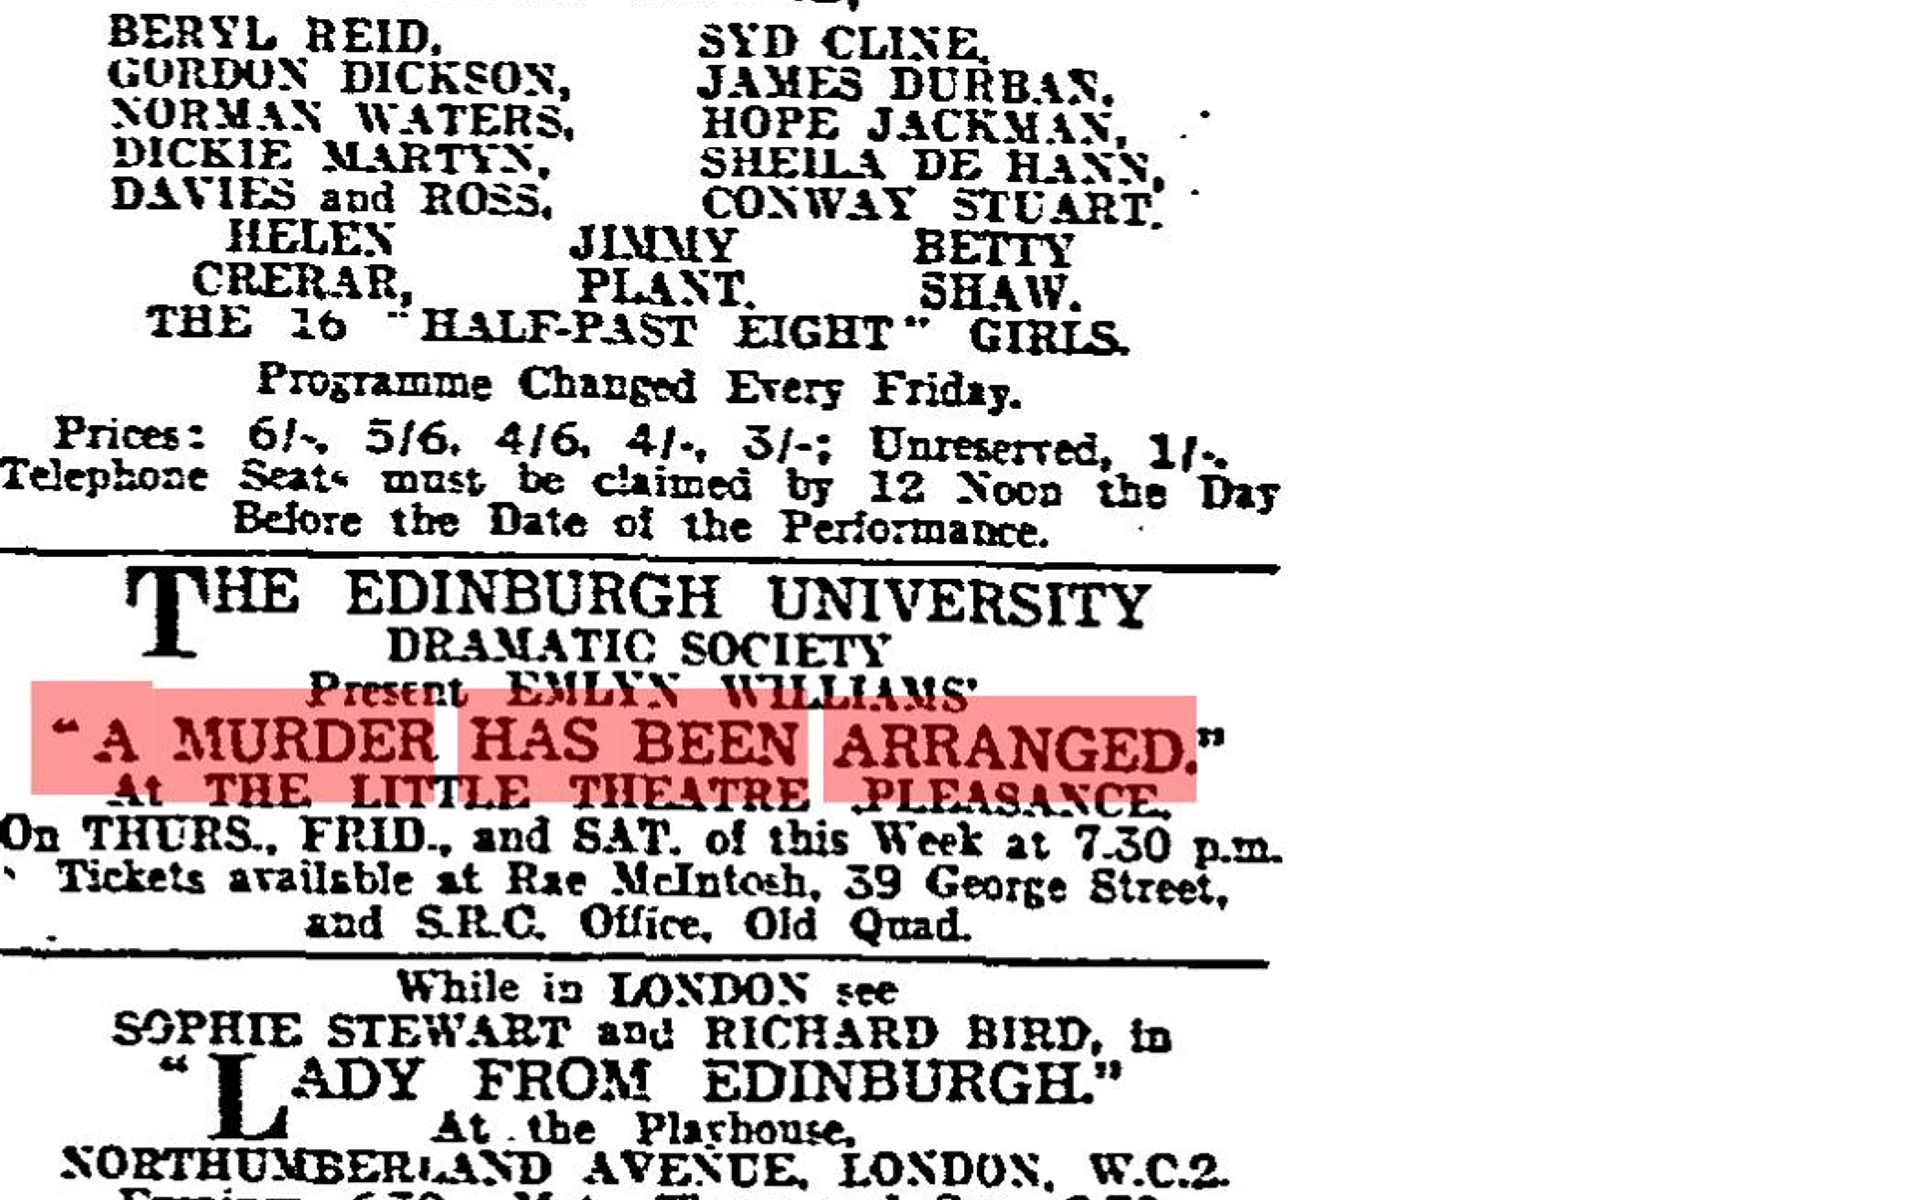 BERYL REID, SYD CLINE,
GORDON DICKSON, JAMES DURBAN,
NORMAN WATERS, HOPE JACKMAN,
DICKIE MARTYN, SHEILA DE HANN,
DAVIES and ROSS, CONWAY STUART.
HELEN JIMMY BETTY
CRERAR, PLANT. SHAW.
THE 16 "HALF-PAST EIGHT" GIRLS.
Programme Changed Every Friday.
Prices: 6/-, 5/6, 4/6, 4/-, 3/-; Unreserved, 1/-.
Telephone Seats must be claimed by 12 Noon the Day
Before the Date of the Performance.
THE EDINBURGH UNIVERSITY
DRAMATIC SOCIETY
Present EMLYN WILLIAMS'
"A MURDER HAS BEEN ARRANGED."
At THE LITTLE THEATRE PLEASANCE,
On THURS., FRID., and SAT. of this Week at 7.30 p.m.
Tickets available at Rae McIntosh, 39 George Street,
and S.R.C. Office, Old Quad.
While in LONDON see
SOPHIE STEWART and RICHARD BIRD, in
"LADY FROM EDINBURGH."
At the Playhouse,
NORTHUMBERLAND AVENUE, LONDON, W.C.2.